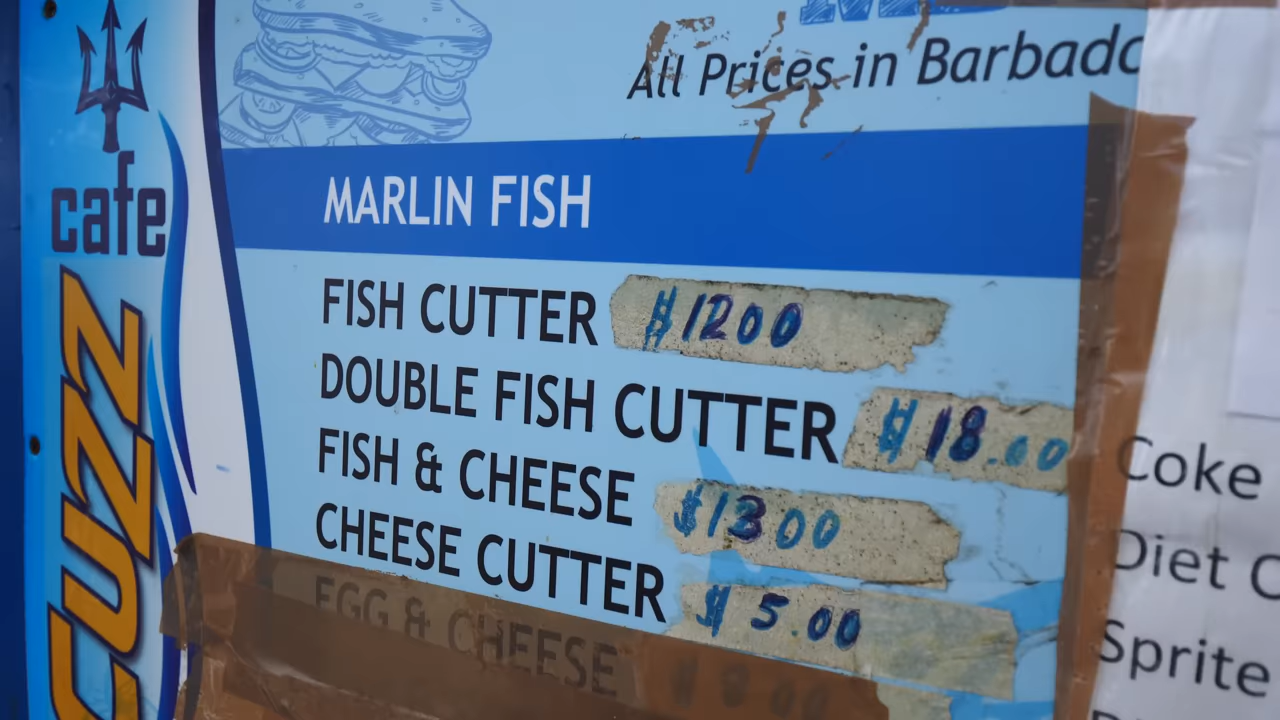 All Prices in Barbad
cafe
CUZZ
MARLIN FISH
FISH CUTTER $1200
DOUBLE FISH CUTTER $18.00
FISH & CHEESE $1300
CHEESE CUTTER $5.00
EGG & CHEESE
Coke
Diet
Sprite